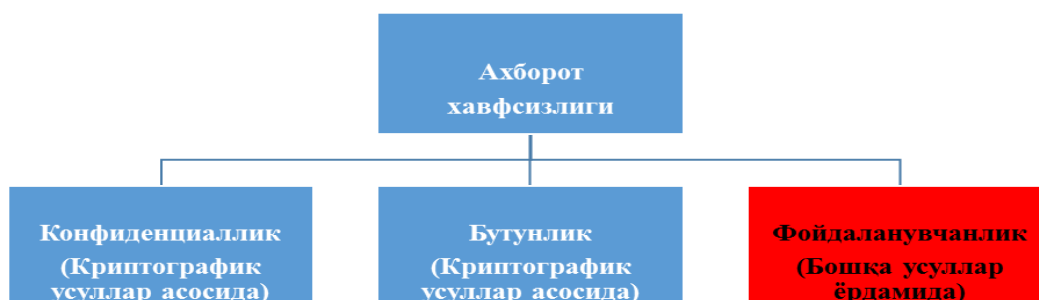 Ахборот
хавфсизлиги
Конфиденциаллик
(Криптографик
усуллар асосида)
Бутунлик
(Криптографик
усуллар асосида)
Фойдаланувчанлик
(Бошқа усуллар
ёрдамида)